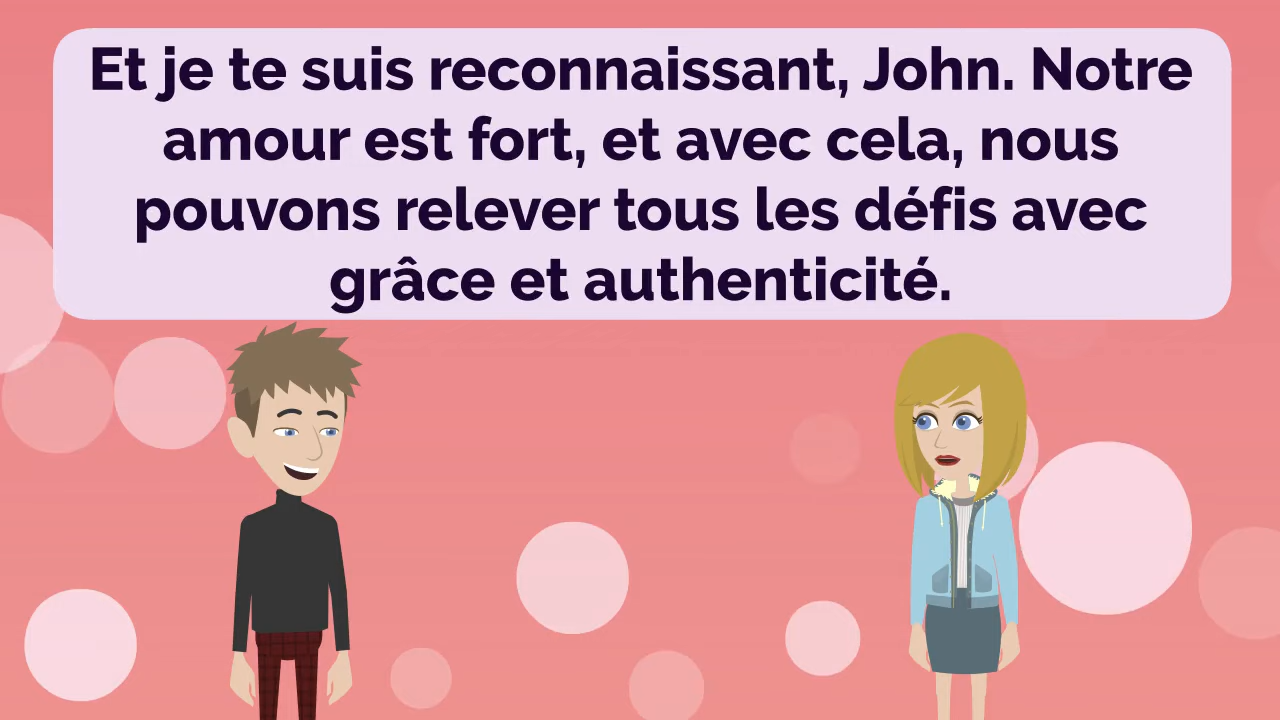 Et je te suis reconnaissant, John. Notre
amour est fort, et avec cela, nous
pouvons relever tous les défis avec
grâce et authenticité.